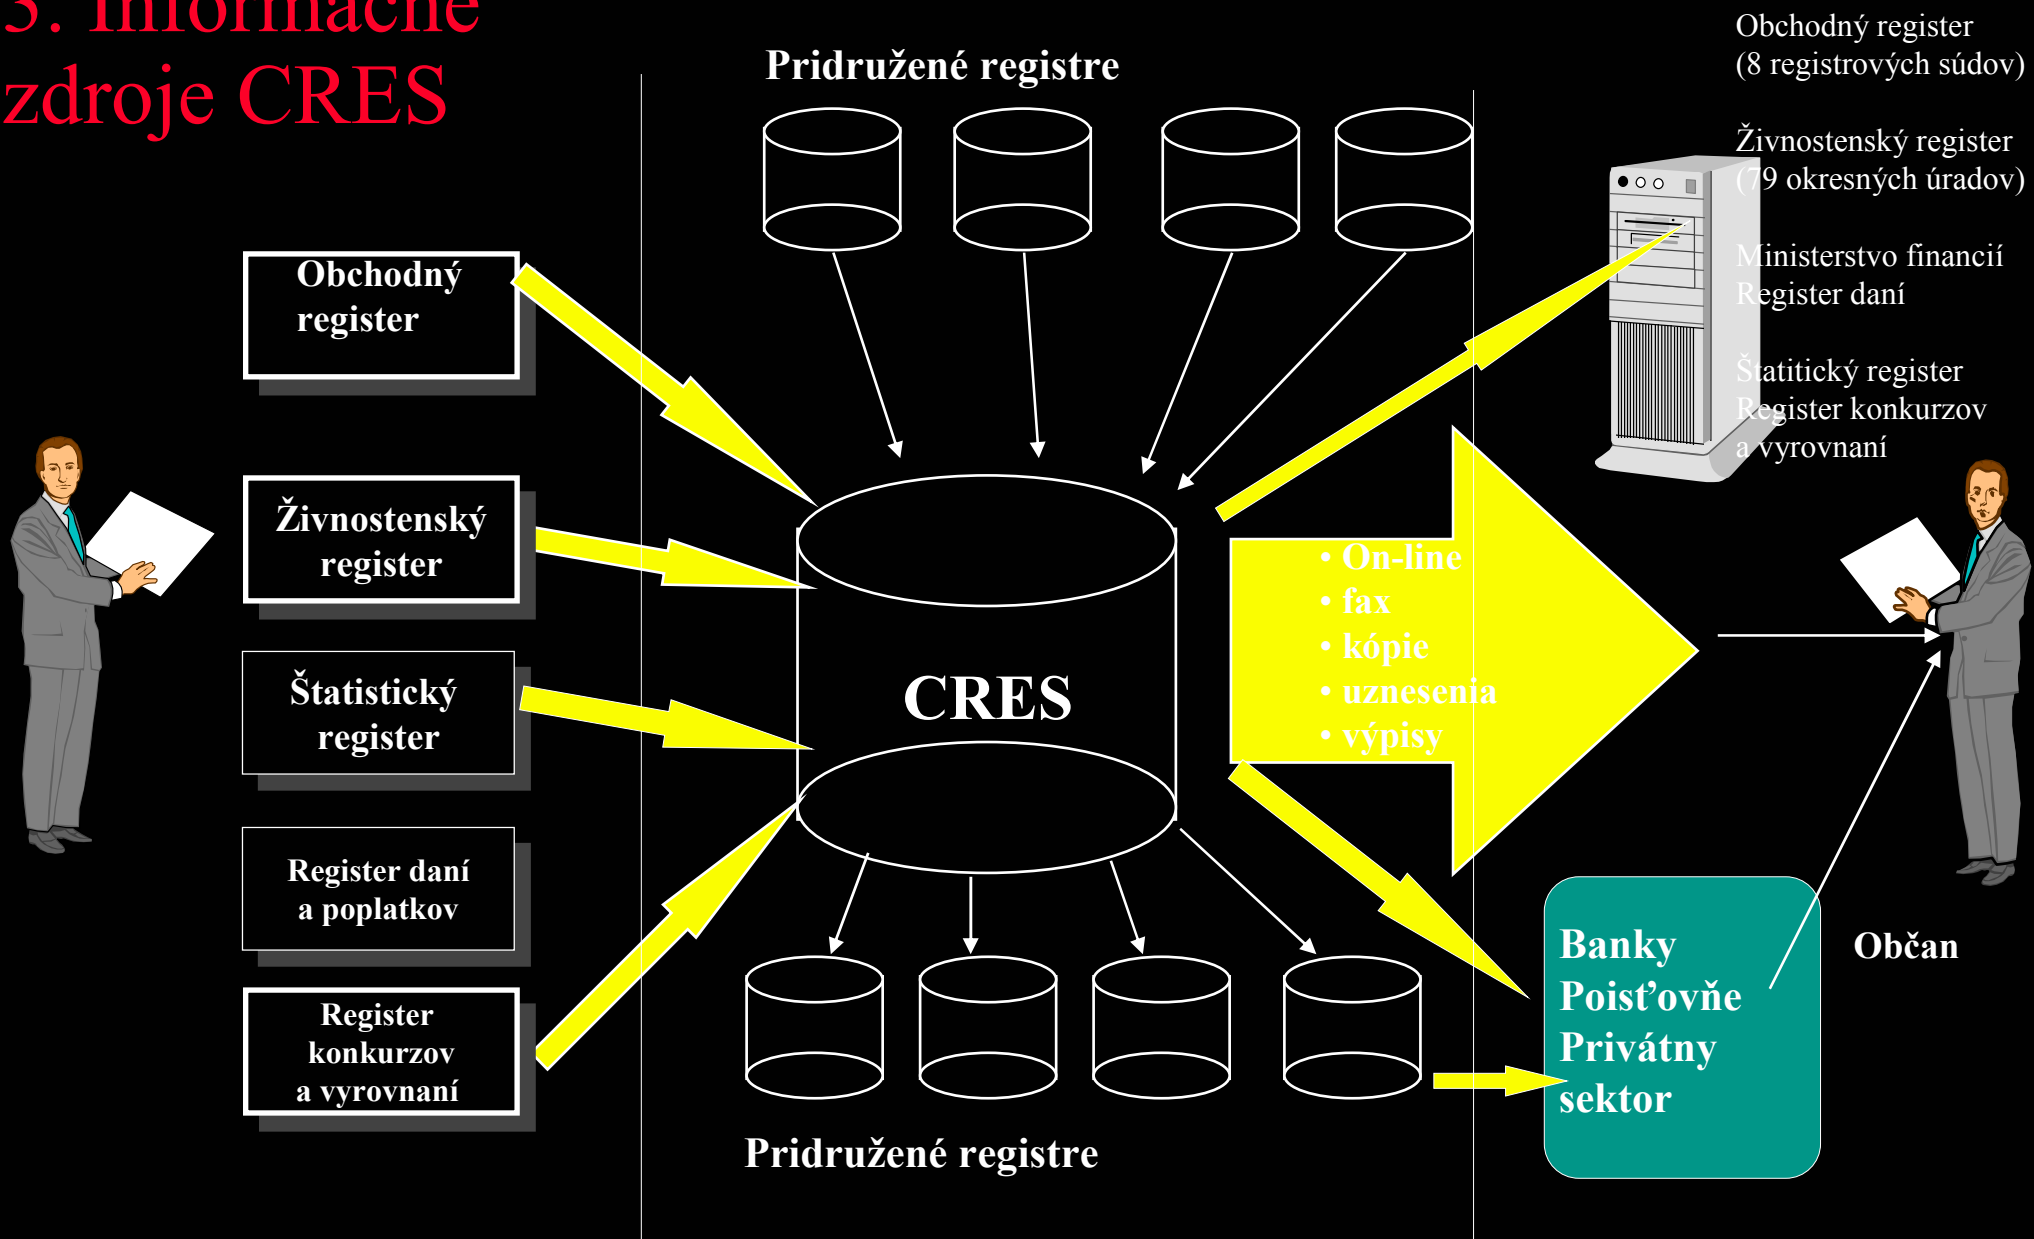 3. Informačné
zdroje CRES
Pridružené registre
Obchodný register
(8 registrových súdov)
Živnostenský register
(79 okresných úradov)
Ministerstvo financií
Register daní
Štatitický register
Register konkurzov
a vyrovnaní
Obchodný
register
Živnostenský
register
Štatistický
register
Register daní
a poplatkov
Register
konkurzov
a vyrovnaní
CRES
• On-line
• fax
• kópie
• uznesenia
• výpisy
Banky
Poisťovňe
Privátny
sektor
Občan
Pridružené registre